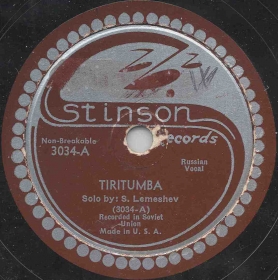 Stinson
Records
Non-Breakable
3034-A
Russian
Vocal
TIRITUMBA
Solo by: S. Lemeshev
(3034-A)
Recorded in Soviet
-Union
Made in U. S. A.